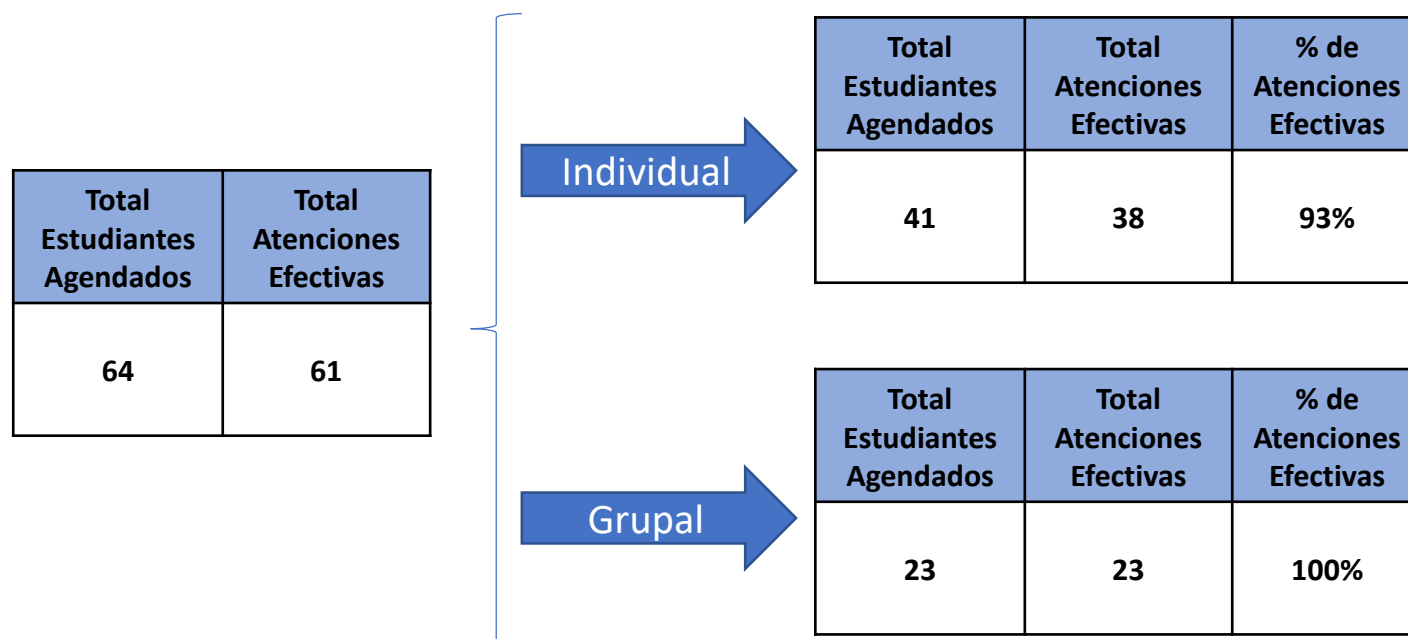 Total
Estudiantes
Agendados
Total
Atenciones
Efectivas
64
61
Individual
Total
Estudiantes
Agendados
Total
Atenciones
Efectivas
% de
Atenciones
Efectivas
41
38
93%
Grupal
Total
Estudiantes
Agendados
Total
Atenciones
Efectivas
% de
Atenciones
Efectivas
23
23
100%